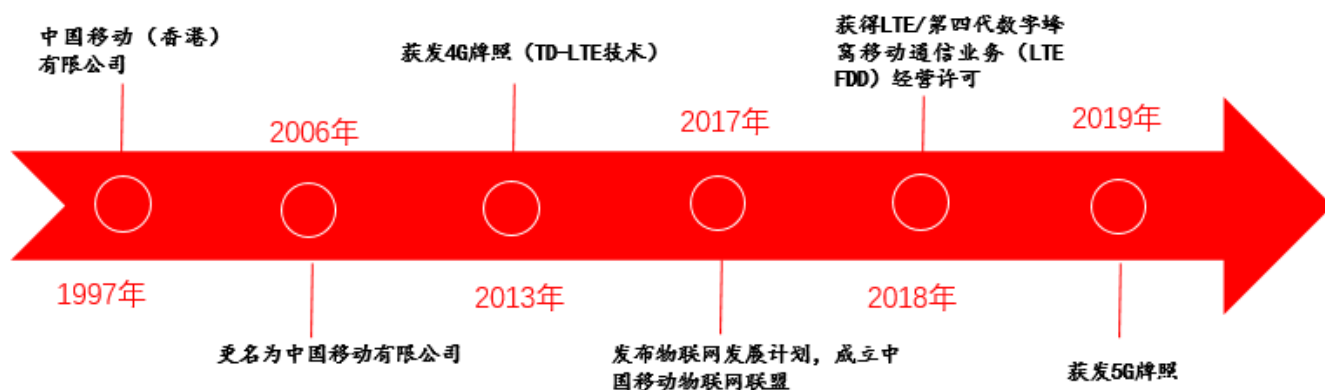 中国移动（香港）
有限公司
1997年
2006年
更名为中国移动有限公司
获发4G牌照（TD-LTE技术）
2013年
2017年
发布物联网发展计划，成立中
国移动物联网联盟
获得LTE/第四代数字蜂
窝移动通信业务（LTE
FDD）经营许可
2018年
2019年
获发5G牌照